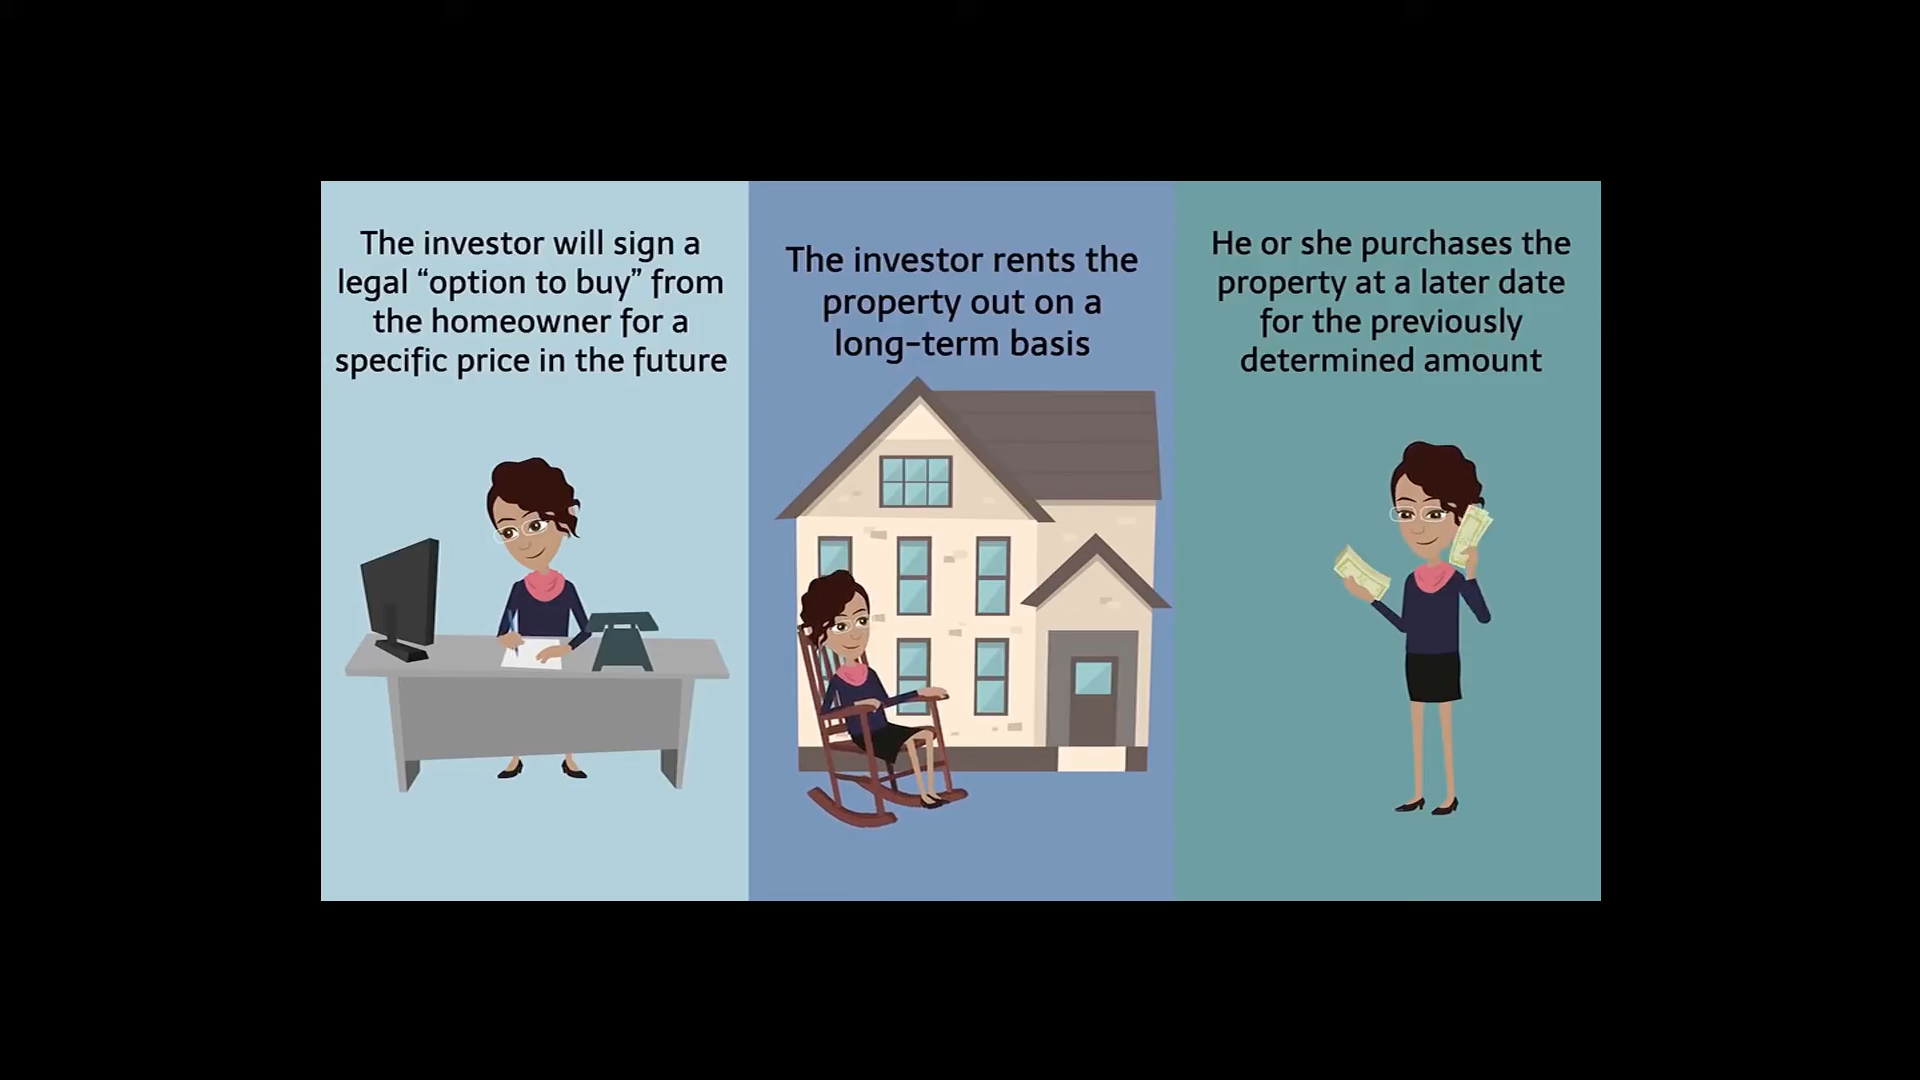 The investor will sign a
legal “option to buy” from
the homeowner for a
specific price in the future
The investor rents the
property out on a
long-term basis
He or she purchases the
property at a later date
for the previously
determined amount